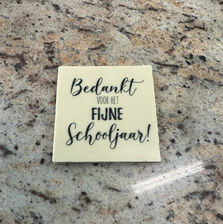 Bedankt
VOOR HET
FIJNE
Schooljaar!